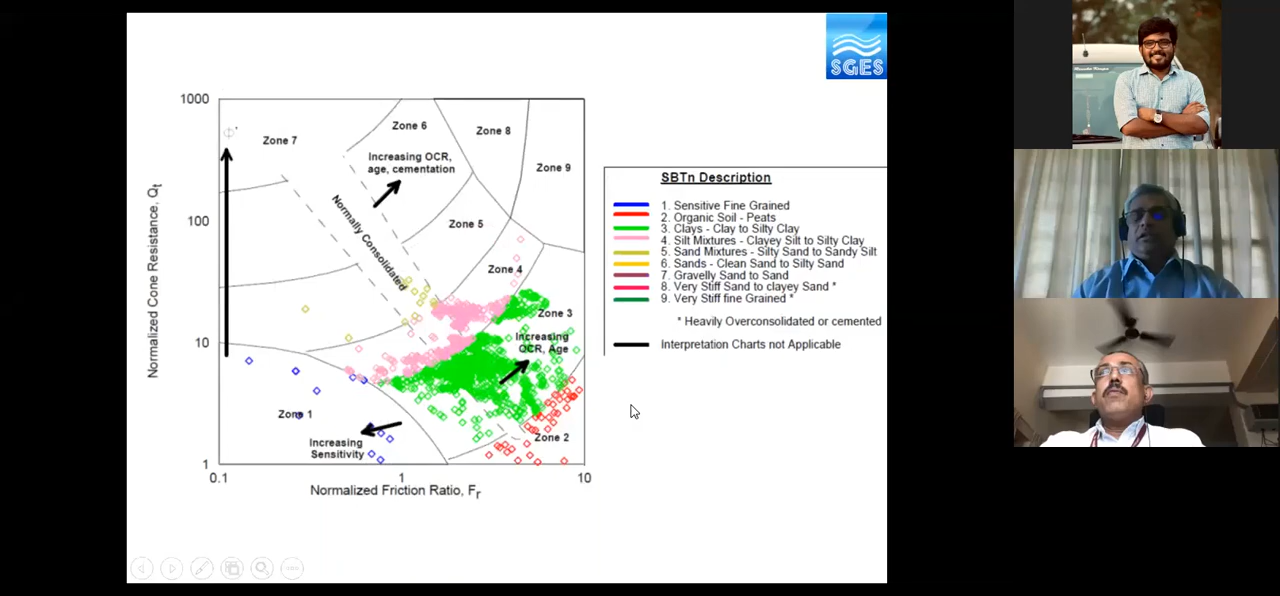 SGES
1000
100
10
1
0.1
1
10
Normalized Cone Resistance, Qt
Normalized Friction Ratio, Fr
Φ'
Zone 7
Zone 6
Zone 8
Zone 9
Increasing OCR,
age, cementation
Normally Consolidated
Zone 5
Zone 4
Zone 3
Increasing
OCR, Age
Zone 1
Zone 2
Increasing
Sensitivity
SBTn Description
1. Sensitive Fine Grained
2. Organic Soil - Peats
3. Clays - Clay to Silty Clay
4. Silt Mixtures - Clayey Silt to Silty Clay
5. Sand Mixtures - Silty Sand to Sandy Silt
6. Sands - Clean Sand to Silty Sand
7. Gravelly Sand to Sand
8. Very Stiff Sand to clayey Sand *
9. Very Stiff fine Grained *
* Heavily Overconsolidated or cemented
Interpretation Charts not Applicable